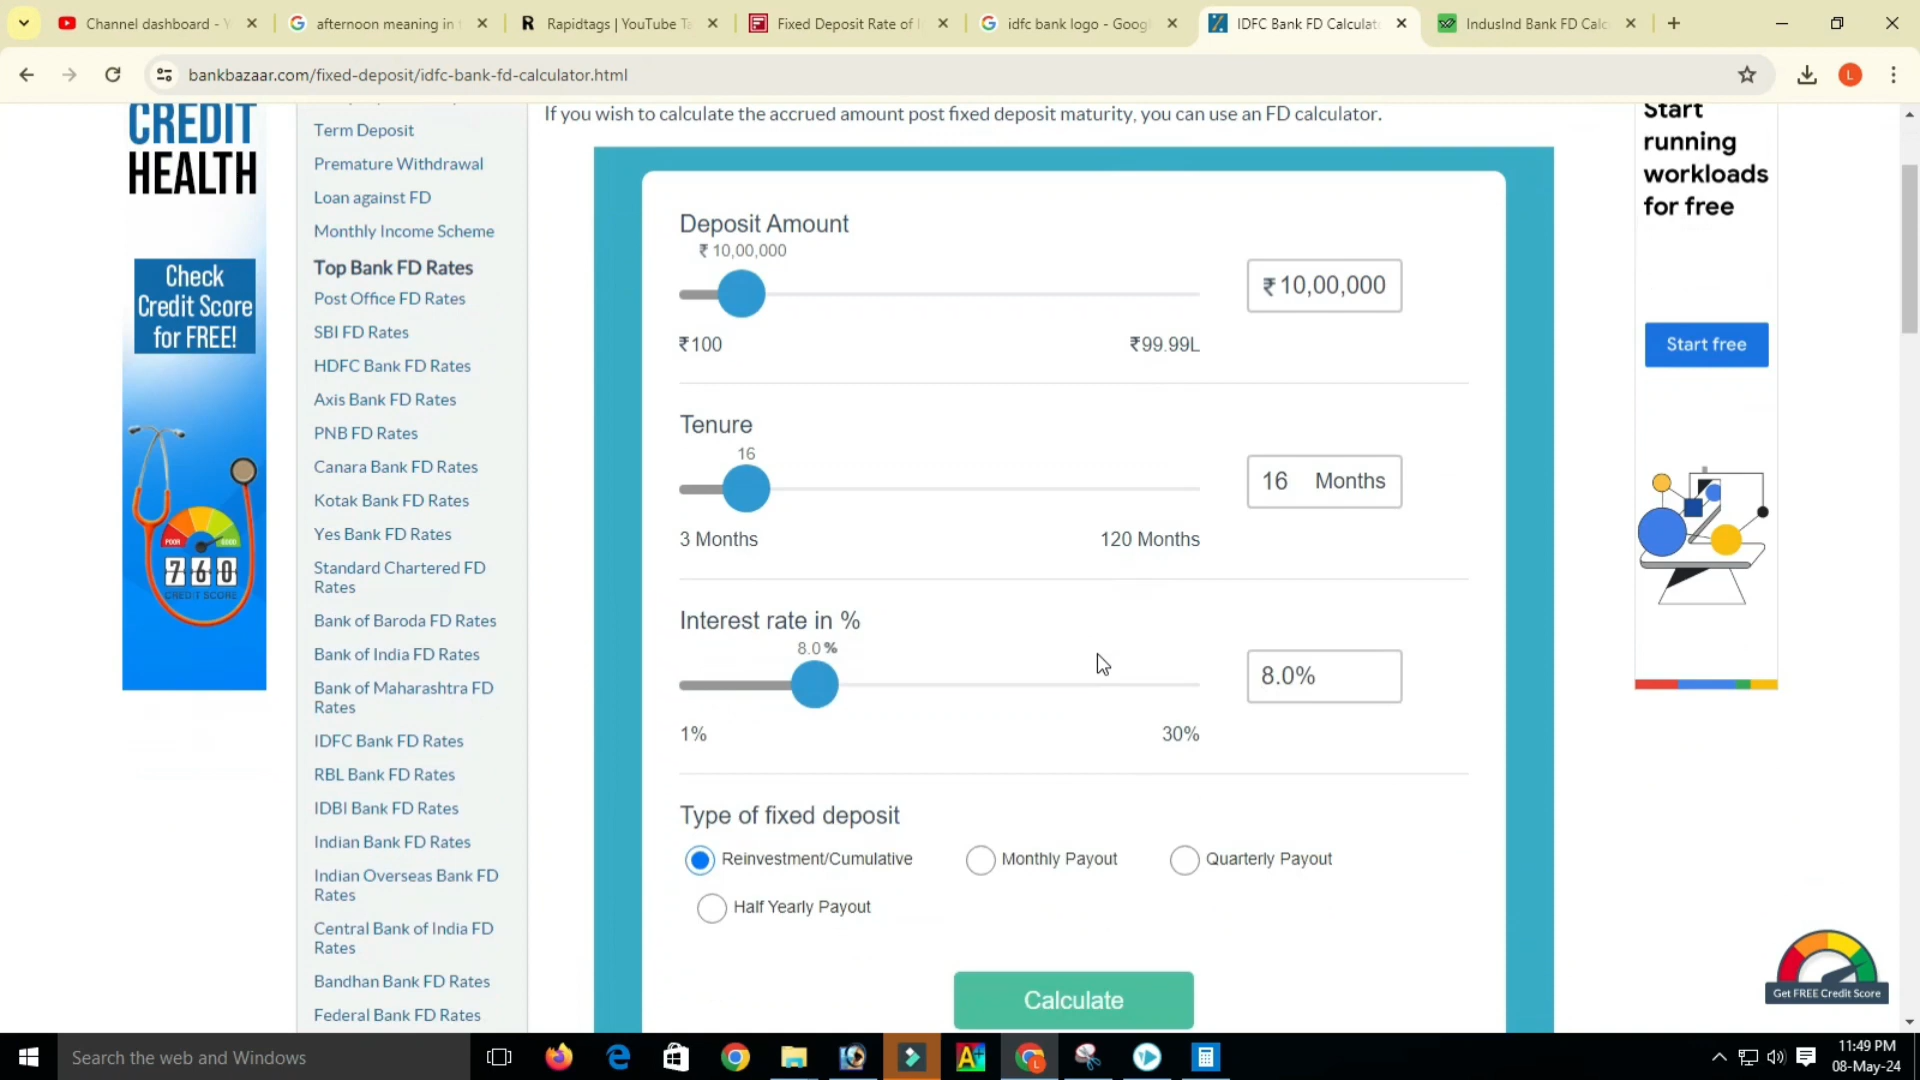 Channel dashboard - Y
afternoon meaning in t
Rapidtags | YouTube Ta
Fixed Deposit Rate of I
idfc bank logo - Googl
IDFC Bank FD Calculat
IndusInd Bank FD Calc
bankbazaar.com/fixed-deposit/idfc-bank-fd-calculator.html
L
CREDIT
HEALTH
Check
Credit Score
for FREE!
POOR
GOOD
760
CREDIT SCORE
Term Deposit
Premature Withdrawal
Loan against FD
Monthly Income Scheme
Top Bank FD Rates
Post Office FD Rates
SBI FD Rates
HDFC Bank FD Rates
Axis Bank FD Rates
PNB FD Rates
Canara Bank FD Rates
Kotak Bank FD Rates
Yes Bank FD Rates
Standard Chartered FD
Rates
Bank of Baroda FD Rates
Bank of India FD Rates
Bank of Maharashtra FD
Rates
IDFC Bank FD Rates
RBL Bank FD Rates
IDBI Bank FD Rates
Indian Bank FD Rates
Indian Overseas Bank FD
Rates
Central Bank of India FD
Rates
Bandhan Bank FD Rates
Federal Bank FD Rates
If you wish to calculate the accrued amount post fixed deposit maturity, you can use an FD calculator.
Deposit Amount
₹ 10,00,000
₹10,00,000
₹100
₹99.99L
Tenure
16
16 Months
3 Months
120 Months
Interest rate in %
8.0 %
8.0%
1%
30%
Type of fixed deposit
Reinvestment/Cumulative
Monthly Payout
Quarterly Payout
Half Yearly Payout
Calculate
Start
running
workloads
for free
Start free
Get FREE Credit Score
Search the web and Windows
11:49 PM
08-May-24